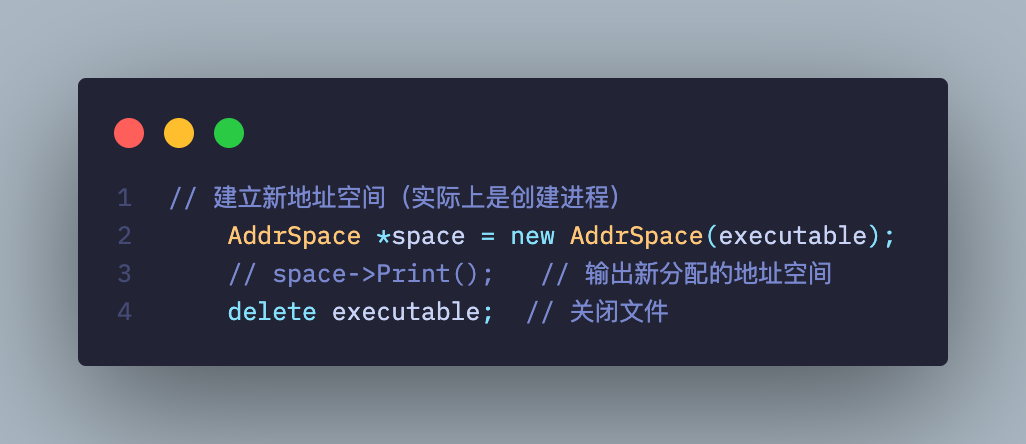 1 // 建立新地址空间（实际上是创建进程）
2     AddrSpace *space = new AddrSpace(executable);
3     // space->Print();   // 输出新分配的地址空间
4     delete executable;  // 关闭文件